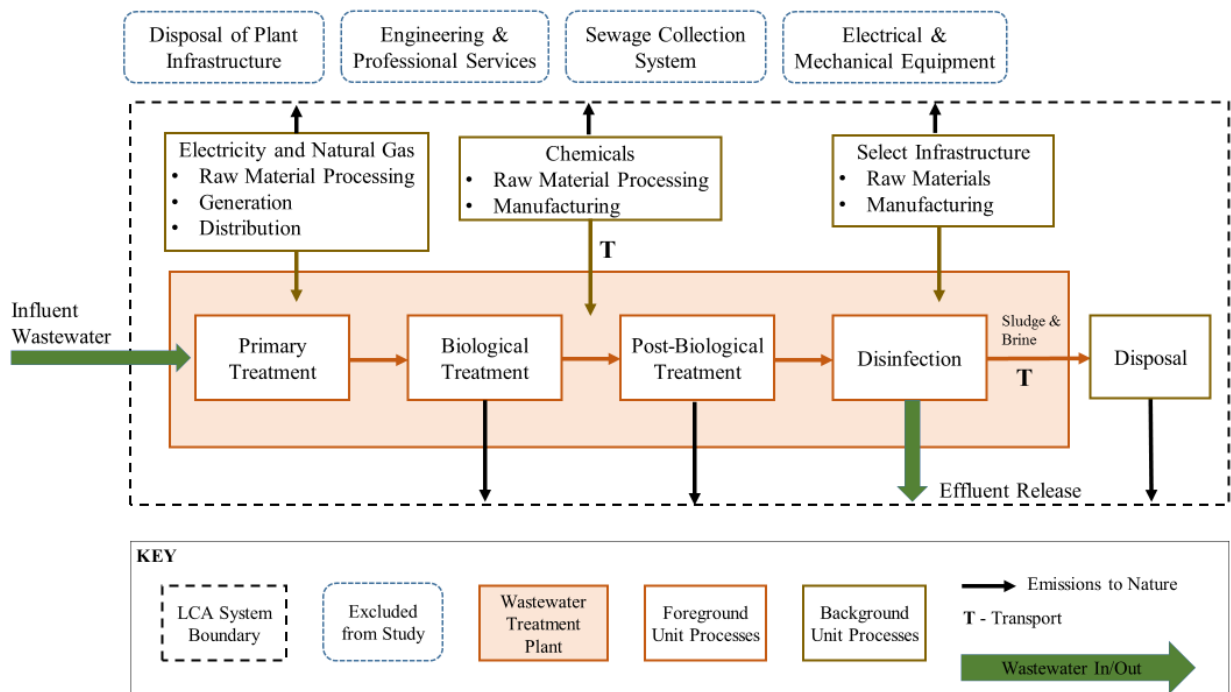 Disposal of Plant
Infrastructure
Engineering &
Professional Services
Sewage Collection
System
Electrical &
Mechanical Equipment
Electricity and Natural Gas
• Raw Material Processing
• Generation
• Distribution
Chemicals
• Raw Material Processing
• Manufacturing
Select Infrastructure
• Raw Materials
• Manufacturing
T
Influent
Wastewater
Primary
Treatment
Biological
Treatment
Post-Biological
Treatment
Disinfection
Sludge &
Brine
T
Disposal
Effluent Release
KEY
LCA System
Boundary
Excluded
from Study
Wastewater
Treatment
Plant
Foreground
Unit Processes
Background
Unit Processes
Emissions to Nature
T - Transport
Wastewater In/Out